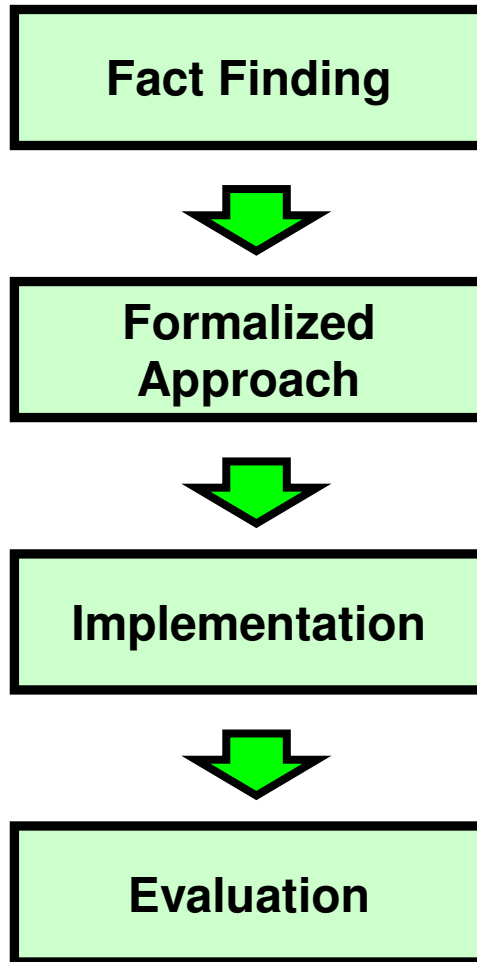 Fact Finding
Formalized
Approach
Implementation
Evaluation